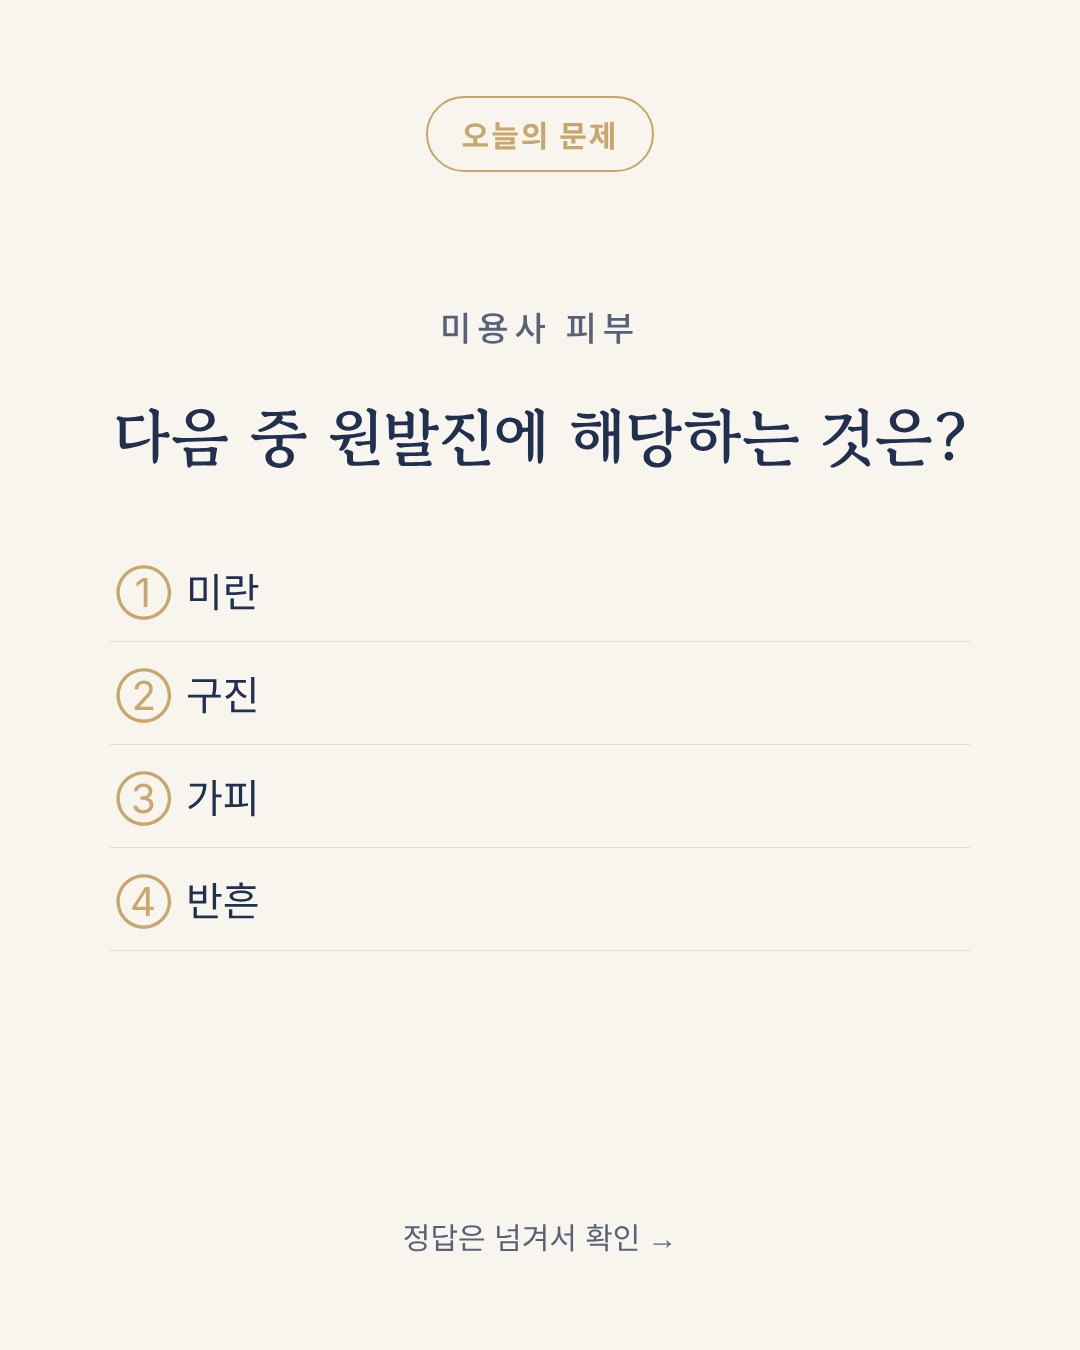 오늘의 문제
미용사 피부
다음 중 원발진에 해당하는 것은?
① 미란
② 구진
③ 가피
④ 반흔
정답은 넘겨서 확인 →